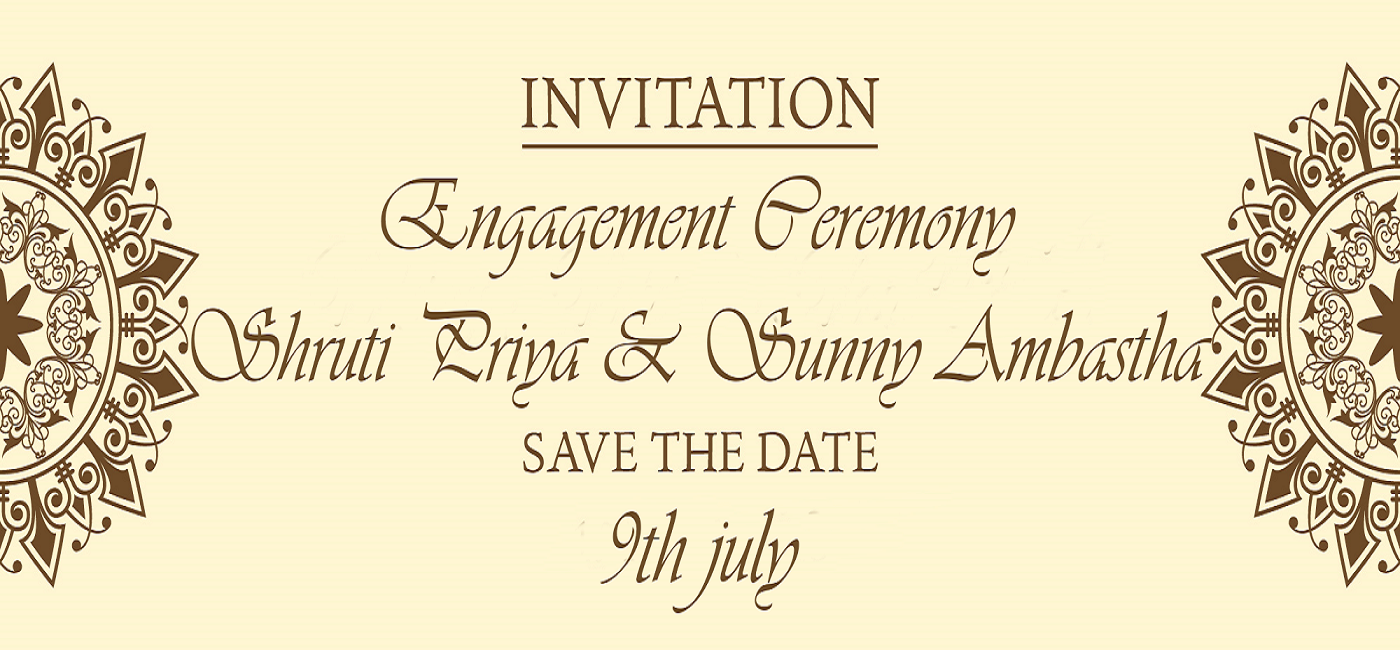 INVITATION
Engagement Ceremony
Shruti Priya & Sunny Ambastha
SAVE THE DATE
9th july